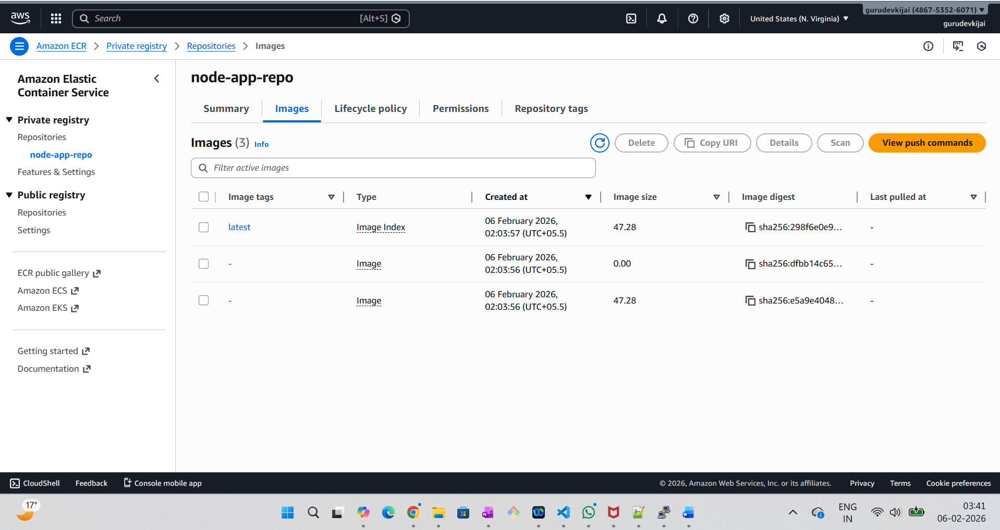 aws
Search
[Alt+S]
United States (N. Virginia)
gurudevkijai (4867-5352-6071)
gurudevkijai
Amazon ECR
Private registry
Repositories
Images
Amazon Elastic
Container Service
Private registry
Repositories
node-app-repo
Features & Settings
Public registry
Repositories
Settings
ECR public gallery
Amazon ECS
Amazon EKS
Getting started
Documentation
node-app-repo
Summary
Images
Lifecycle policy
Permissions
Repository tags
Images (3) Info
Delete
Copy URI
Details
Scan
View push commands
Filter active images
Image tags
Type
Created at
Image size
Image digest
Last pulled at
latest
Image Index
06 February 2026,
02:03:57 (UTC+05.5)
47.28
sha256:298f6e0e9...
-
-
Image
06 February 2026,
02:03:56 (UTC+05.5)
0.00
sha256:dfbb14c65...
-
-
Image
06 February 2026,
02:03:56 (UTC+05.5)
47.28
sha256:e5a9e4048...
-
CloudShell
Feedback
Console mobile app
© 2026, Amazon Web Services, Inc. or its affiliates.
Privacy
Terms
Cookie preferences
17°
ENG
IN
03:41
06-02-2026